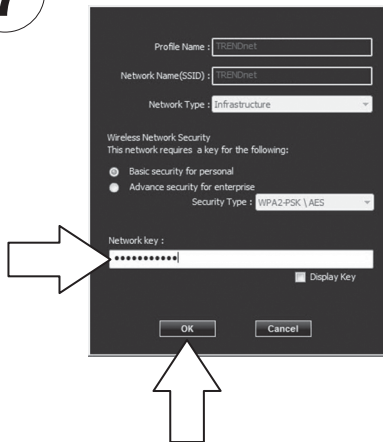 7
Profile Name : TRENDnet
Network Name(SSID) : TRENDnet
Network Type : Infrastructure
Wireless Network Security
This network requires a key for the following:
Basic security for personal
Advance security for enterprise
Security Type : WPA2-PSK \ AES
Network key :
•••••••••••
Display Key
OK Cancel